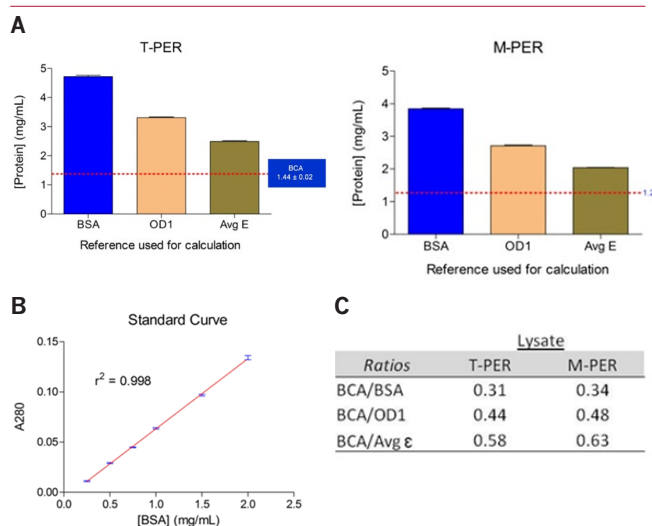 A
T-PER
[Protein] (mg/mL)
5
4
3
2
1
0
BCA
1.44 ± 0.02
BSA
OD1
Avg E
Reference used for calculation
M-PER
[Protein] (mg/mL)
5
4
3
2
1
0
1.2
BSA
OD1
Avg E
Reference used for calculation
B
Standard Curve
A280
0.15
0.10
0.05
0.00
r² = 0.998
0.0
0.5
1.0
1.5
2.0
2.5
[BSA] (mg/mL)
C
Lysate
Ratios T-PER M-PER
BCA/BSA 0.31 0.34
BCA/OD1 0.44 0.48
BCA/Avg ε 0.58 0.63